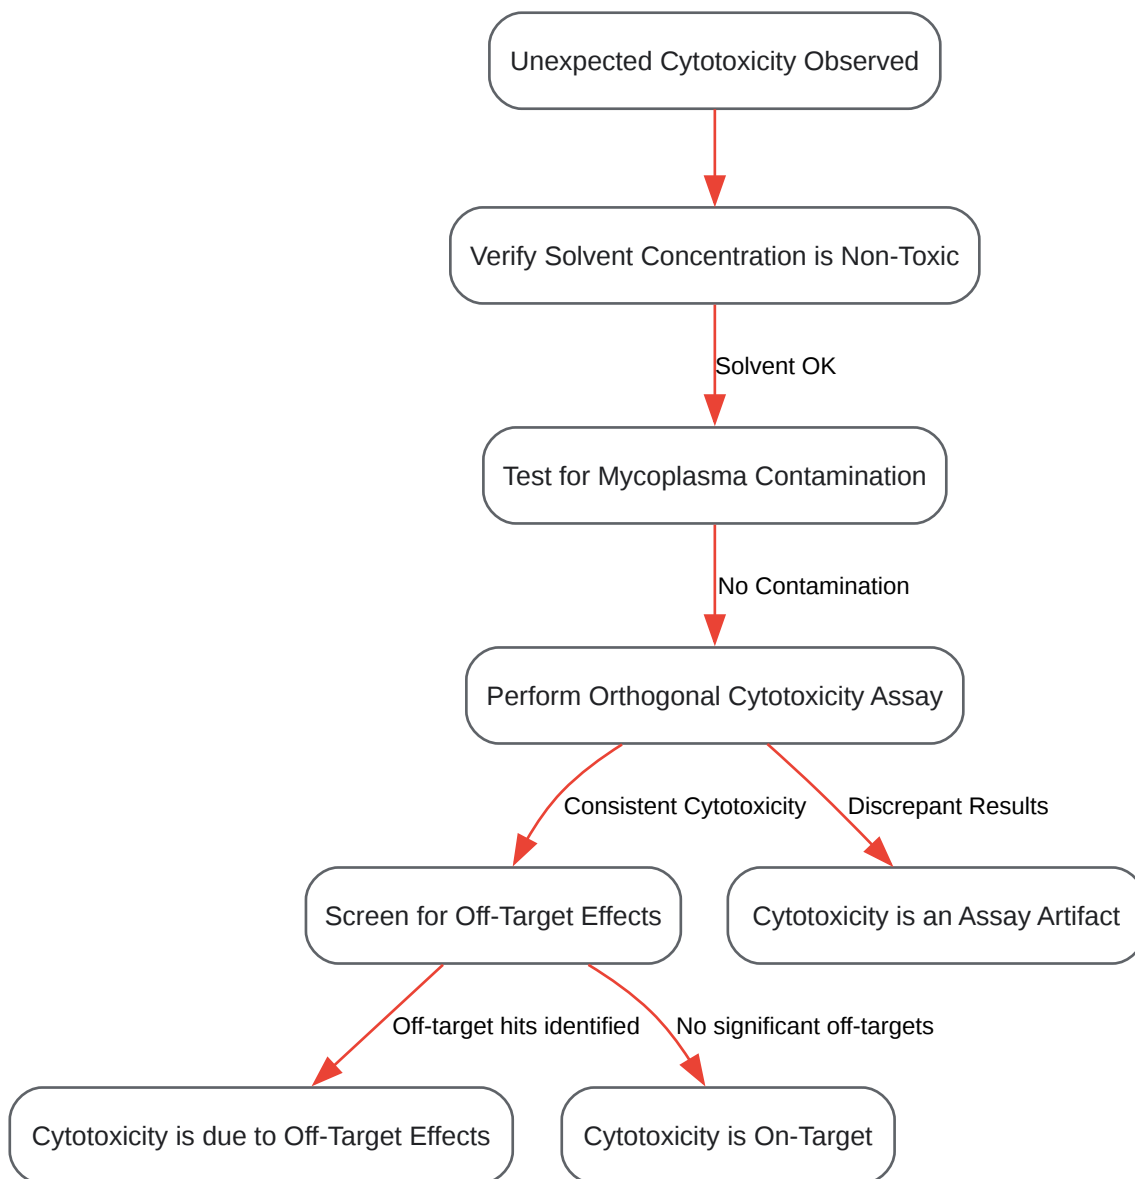 Unexpected Cytotoxicity Observed
Verify Solvent Concentration is Non-Toxic
Solvent OK
Test for Mycoplasma Contamination
No Contamination
Perform Orthogonal Cytotoxicity Assay
Consistent Cytotoxicity
Discrepant Results
Screen for Off-Target Effects
Cytotoxicity is an Assay Artifact
Off-target hits identified
No significant off-targets
Cytotoxicity is due to Off-Target Effects
Cytotoxicity is On-Target